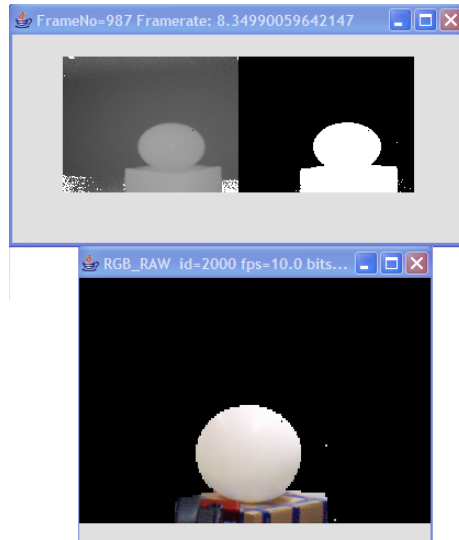 FrameNo=987 Framerate: 8.34990059642147
RGB_RAW id=2000 fps=10.0 bits...